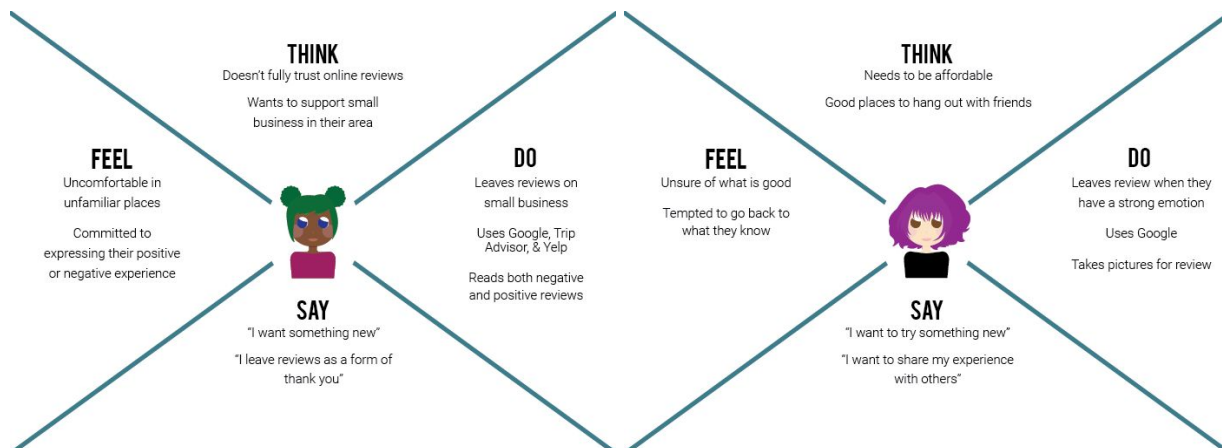 THINK
Doesn't fully trust online reviews
Wants to support small
business in their area
FEEL
Uncomfortable in
unfamiliar places
Committed to
expressing their positive
or negative experience
DO
Leaves reviews on
small business
Uses Google, Trip
Advisor, & Yelp
Reads both negative
and positive reviews
SAY
“I want something new”
“I leave reviews as a form of
thank you”
THINK
Needs to be affordable
Good places to hang out with friends
FEEL
Unsure of what is good
Tempted to go back to
what they know
DO
Leaves review when they
have a strong emotion
Uses Google
Takes pictures for review
SAY
“I want to try something new”
“I want to share my experience
with others”